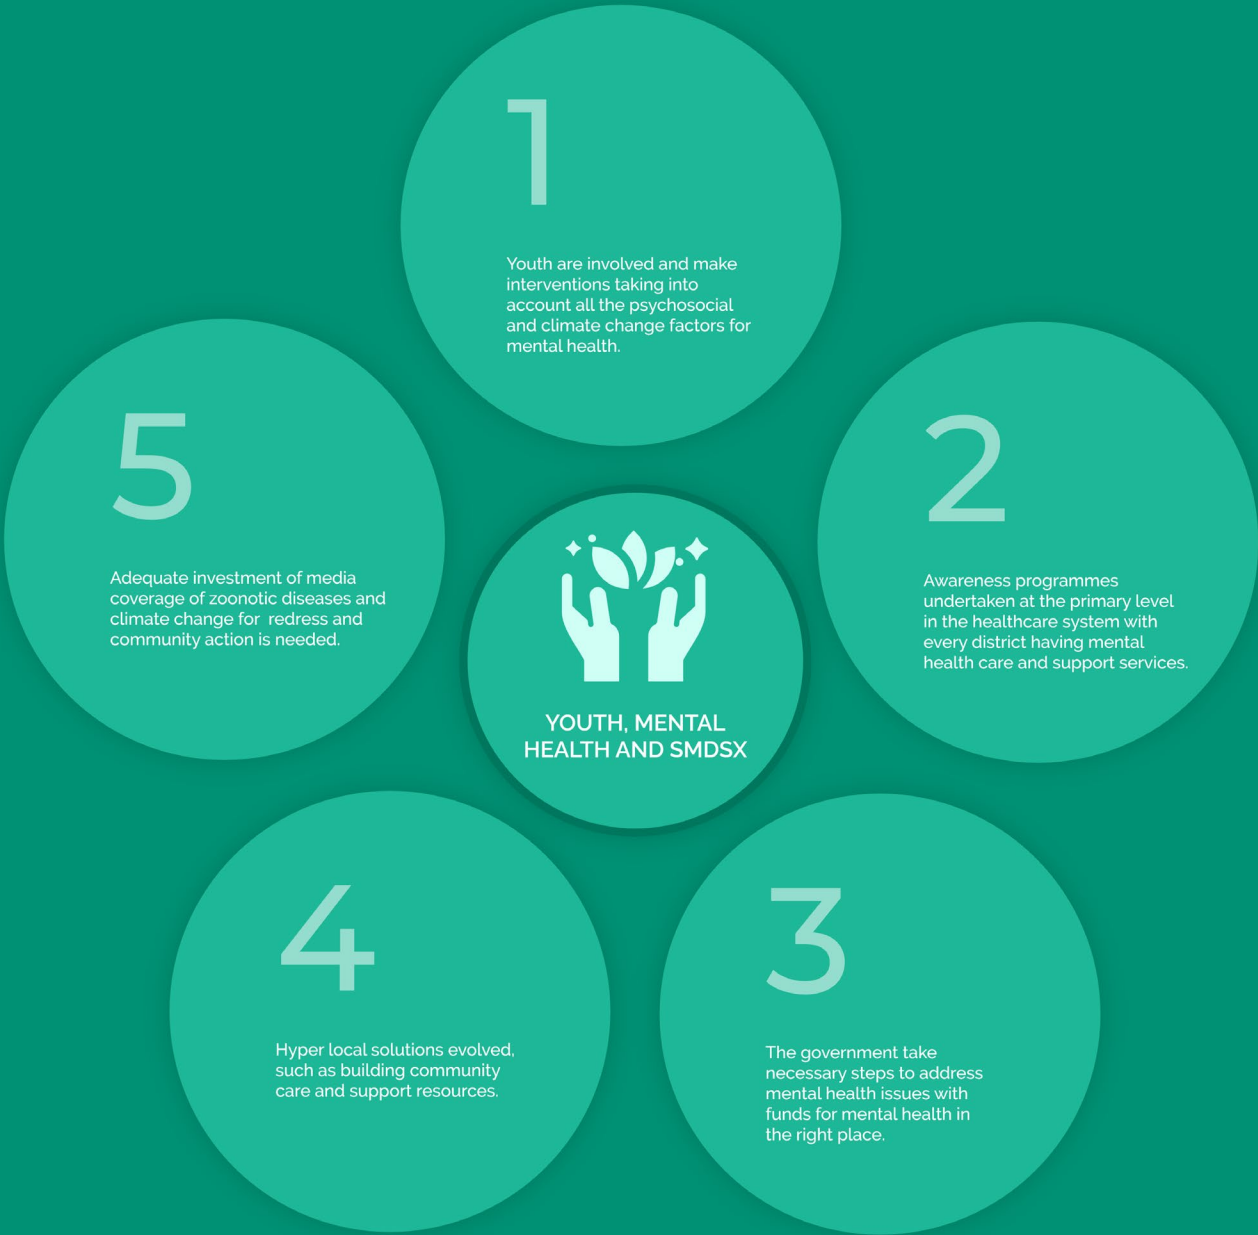 1
Youth are involved and make
interventions taking into
account all the psychosocial
and climate change factors for
mental health.
2
Awareness programmes
undertaken at the primary level
in the healthcare system with
every district having mental
health care and support services.
3
The government take
necessary steps to address
mental health issues with
funds for mental health in
the right place.
4
Hyper local solutions evolved,
such as building community
care and support resources.
5
Adequate investment of media
coverage of zoonotic diseases and
climate change for  redress and
community action is needed.
YOUTH, MENTAL
HEALTH AND SMDSX